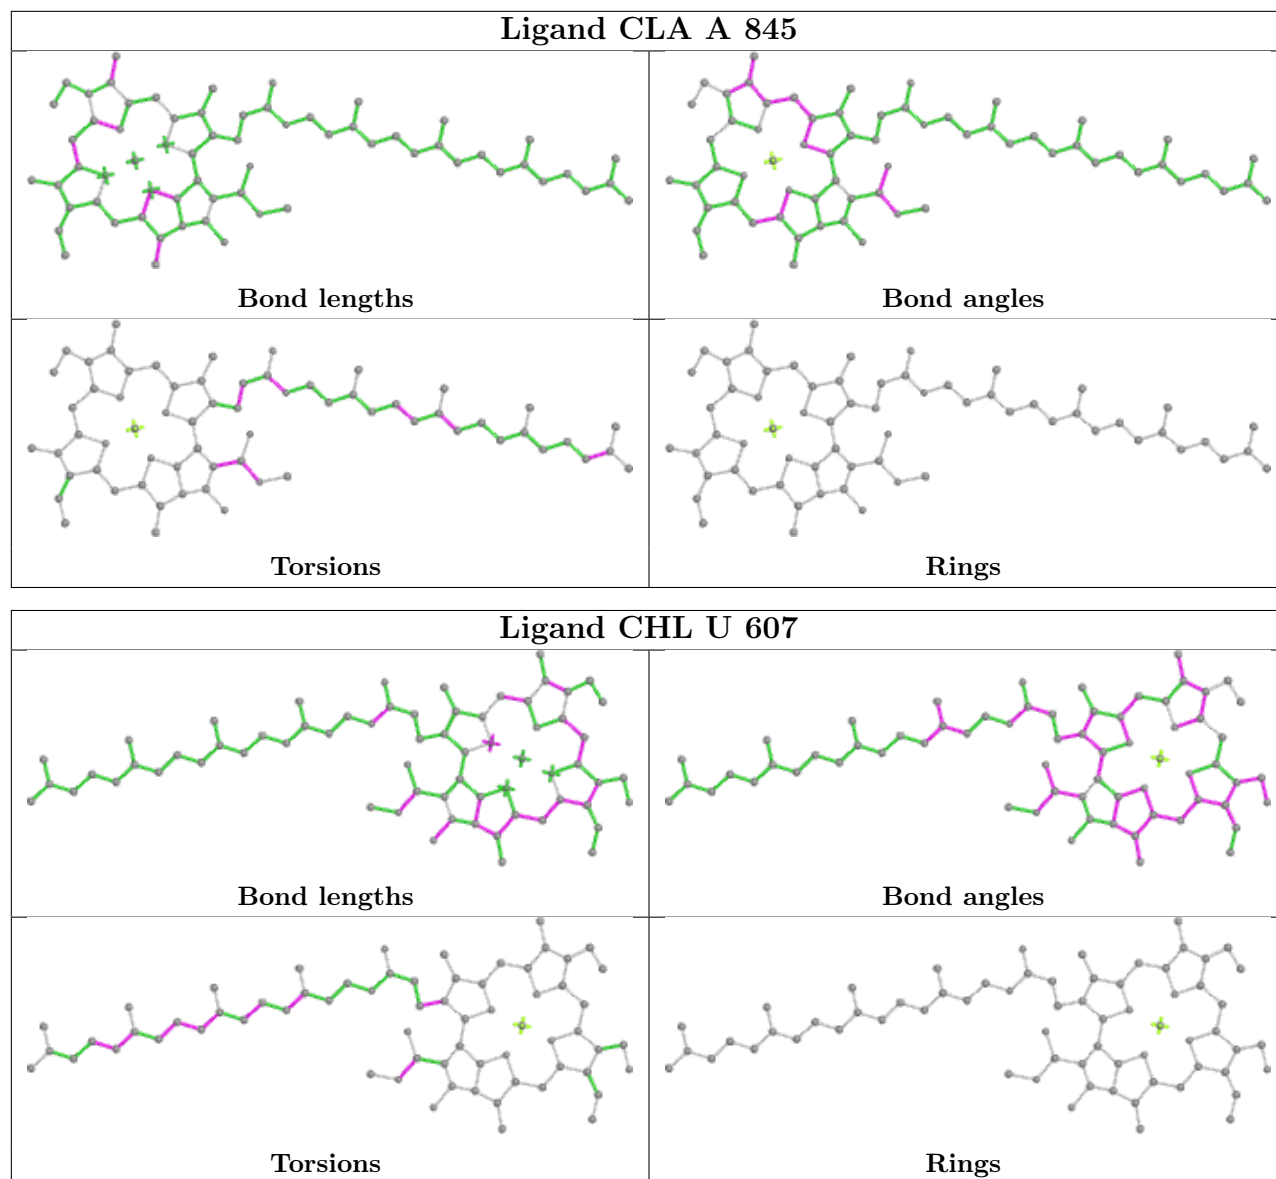 Ligand CLA A 845
Bond lengths
Bond angles
Torsions
Rings
Ligand CHL U 607
Bond lengths
Bond angles
Torsions
Rings